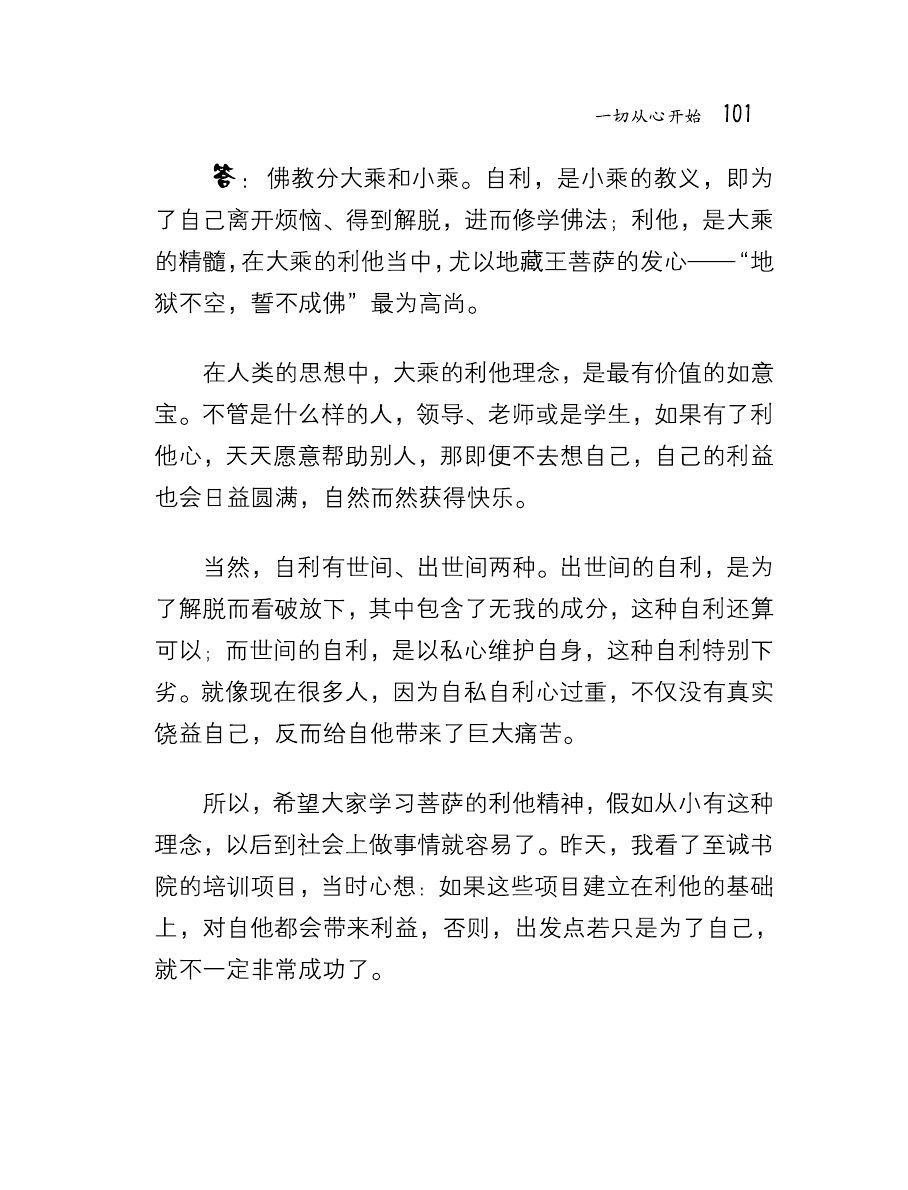 一切从心开始 101
答：佛教分大乘和小乘。自利，是小乘的教义，即为
了自己离开烦恼、得到解脱，进而修学佛法；利他，是大乘
的精髓，在大乘的利他当中，尤以地藏王菩萨的发心——“地
狱不空，誓不成佛”最为高尚。
在人类的思想中，大乘的利他理念，是最有价值的如意
宝。不管是什么样的人，领导、老师或是学生，如果有了利
他心，天天愿意帮助别人，那即便不去想自己，自己的利益
也会日益圆满，自然而然获得快乐。
当然，自利有世间、出世间两种。出世间的自利，是为
了解脱而看破放下，其中包含了无我的成分，这种自利还算
可以；而世间的自利，是以私心维护自身，这种自利特别下
劣。就像现在很多人，因为自私自利心过重，不仅没有真实
饶益自己，反而给自他带来了巨大痛苦。
所以，希望大家学习菩萨的利他精神，假如从小有这种
理念，以后到社会上做事情就容易了。昨天，我看了至诚书
院的培训项目，当时心想：如果这些项目建立在利他的基础
上，对自他都会带来利益，否则，出发点若只是为了自己，
就不一定非常成功了。